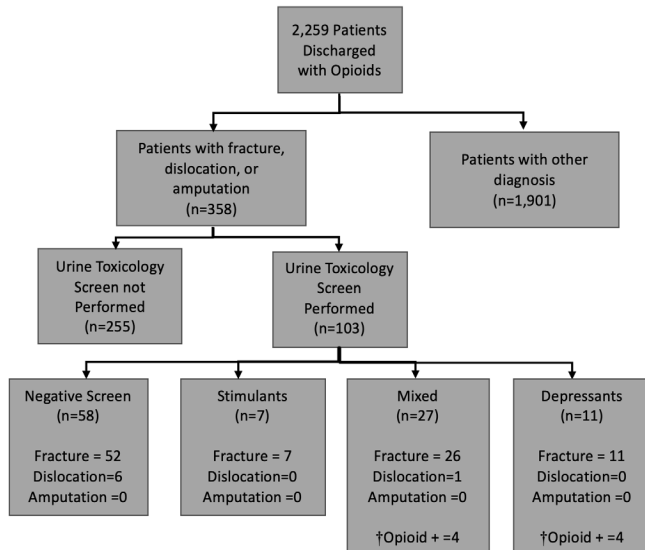 2,259 Patients
Discharged
with Opioids
Patients with fracture,
dislocation, or
amputation
(n=358)
Patients with other
diagnosis
(n=1,901)
Urine Toxicology
Screen not
Performed
(n=255)
Urine Toxicology
Screen
Performed
(n=103)
Negative Screen
(n=58)
Fracture = 52
Dislocation=6
Amputation =0
Stimulants
(n=7)
Fracture = 7
Dislocation=0
Amputation =0
Mixed
(n=27)
Fracture = 26
Dislocation=1
Amputation =0
†Opioid + =4
Depressants
(n=11)
Fracture = 11
Dislocation=0
Amputation =0
†Opioid + =4